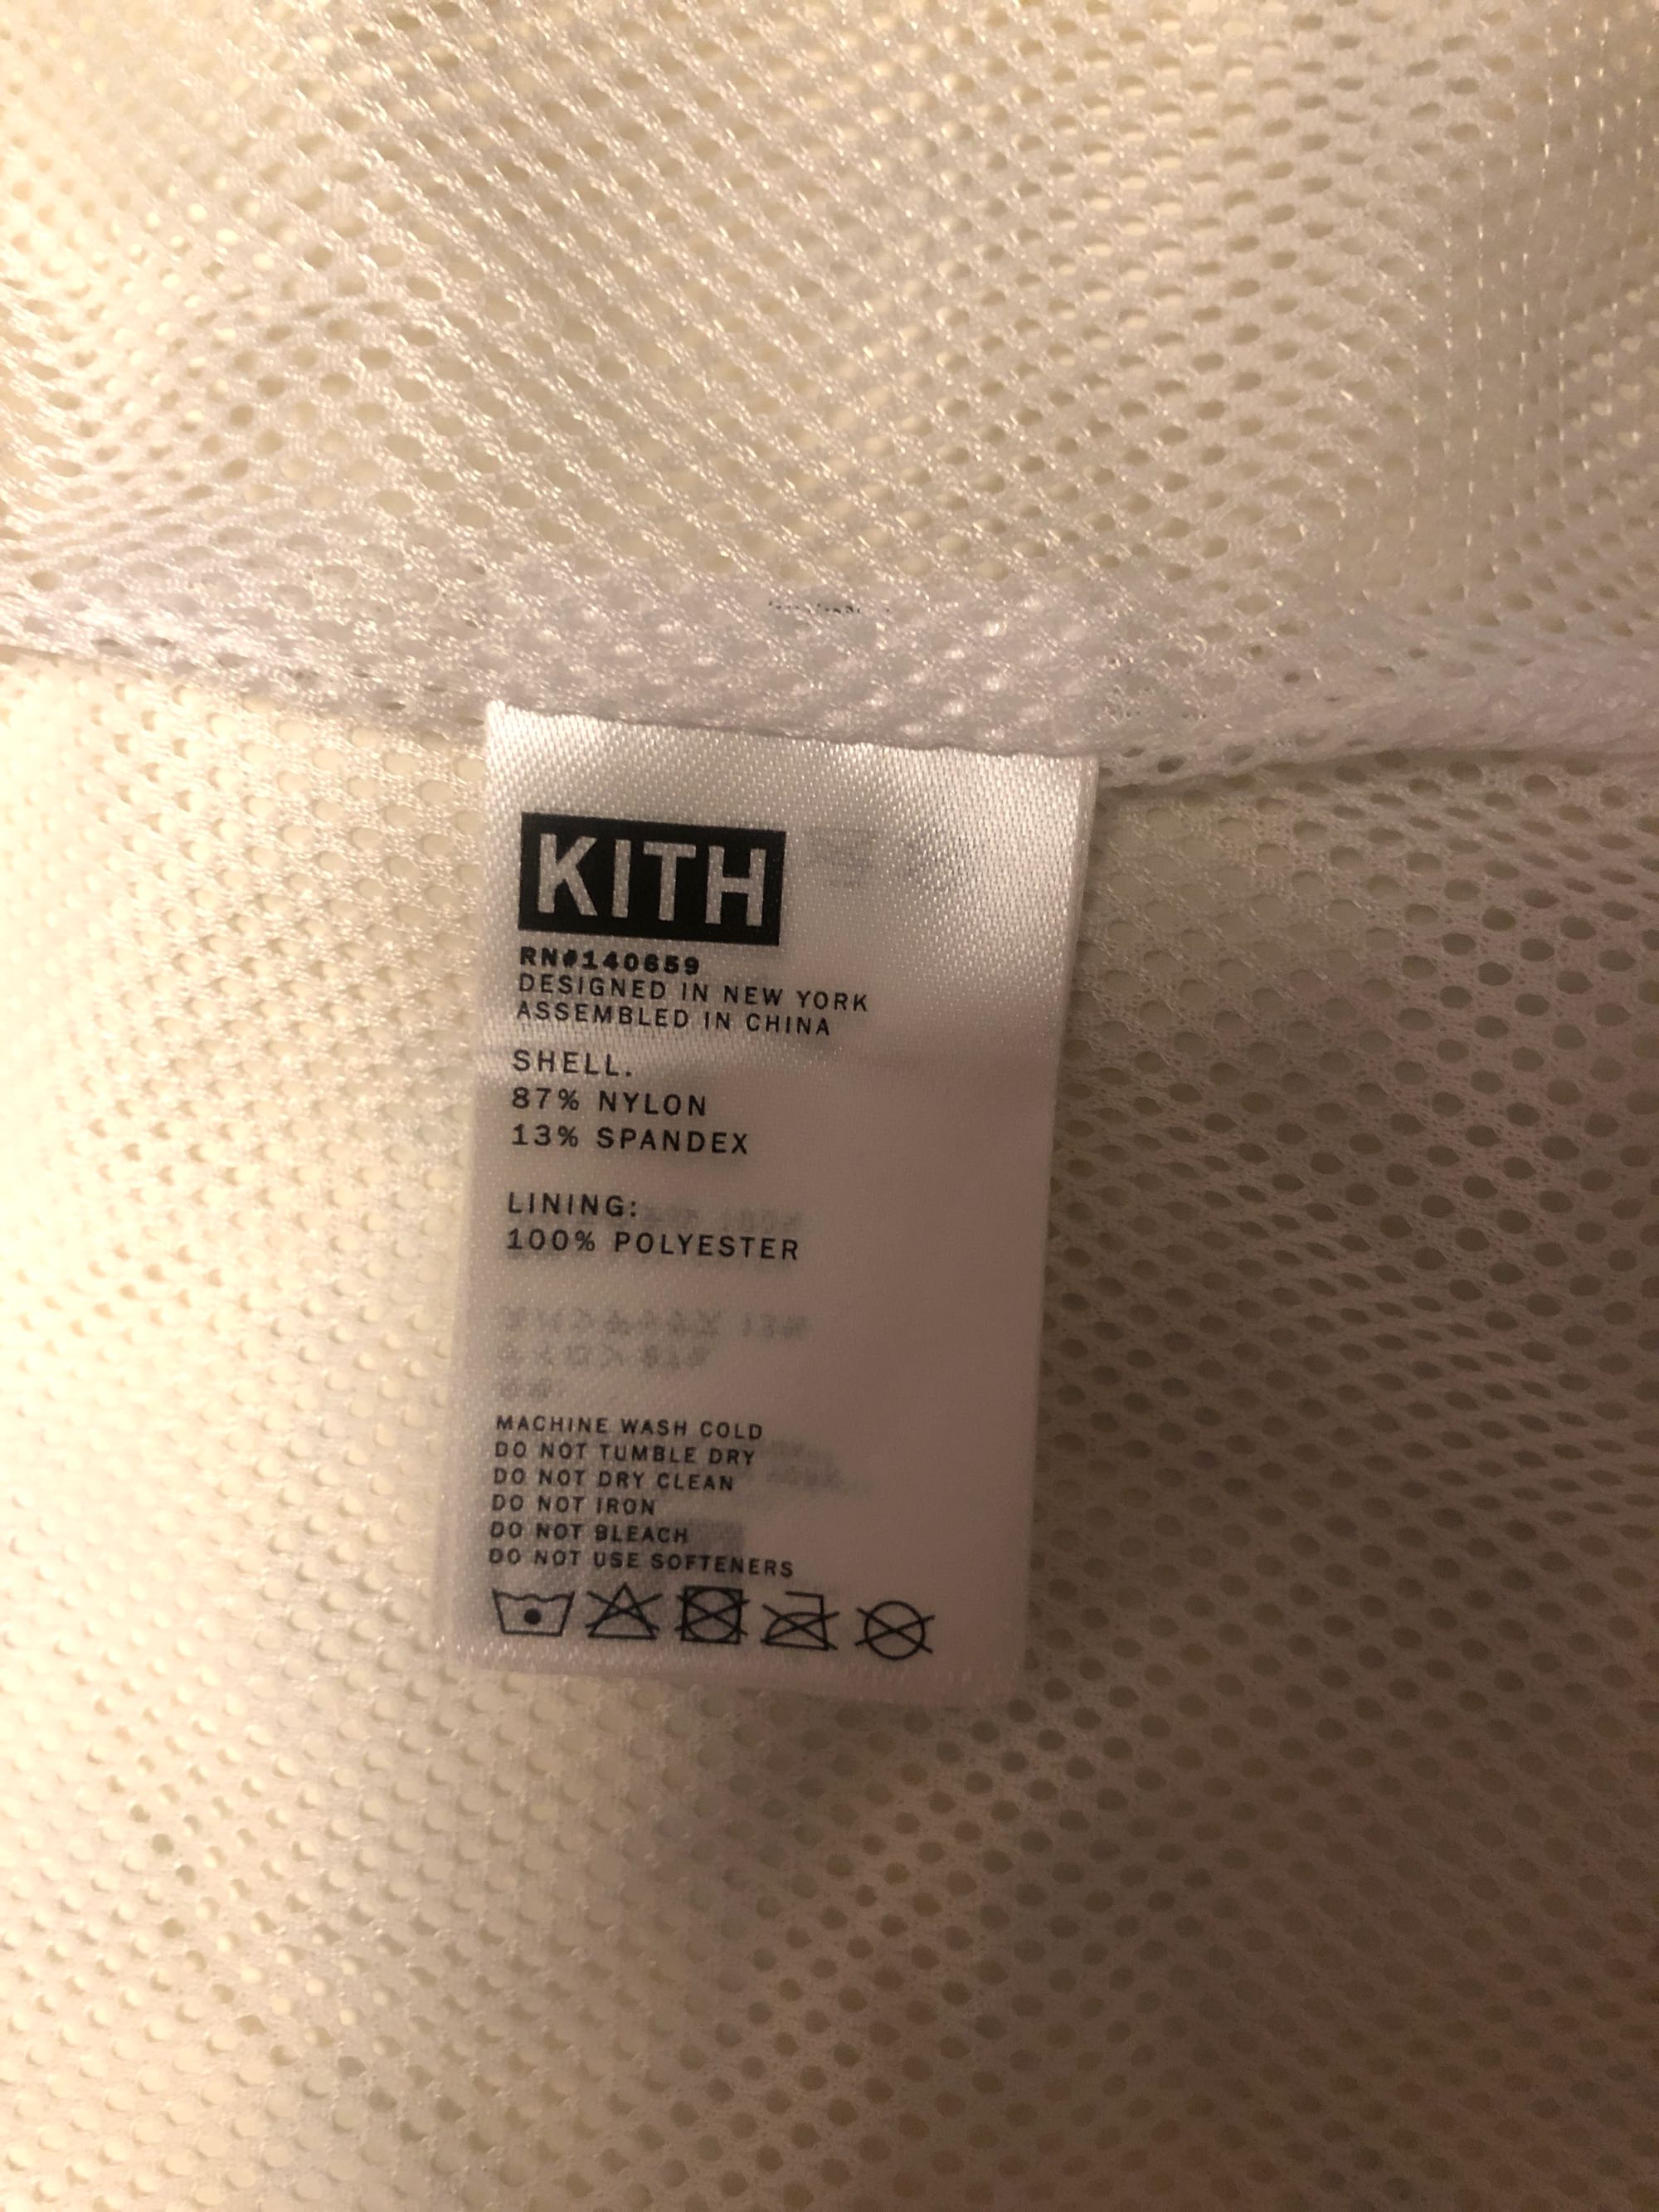 KITH
RN#140659
DESIGNED IN NEW YORK
ASSEMBLED IN CHINA
SHELL.
87% NYLON
13% SPANDEX
LINING:
100% POLYESTER
MACHINE WASH COLD
DO NOT TUMBLE DRY
DO NOT DRY CLEAN
DO NOT IRON
DO NOT BLEACH
DO NOT USE SOFTENERS